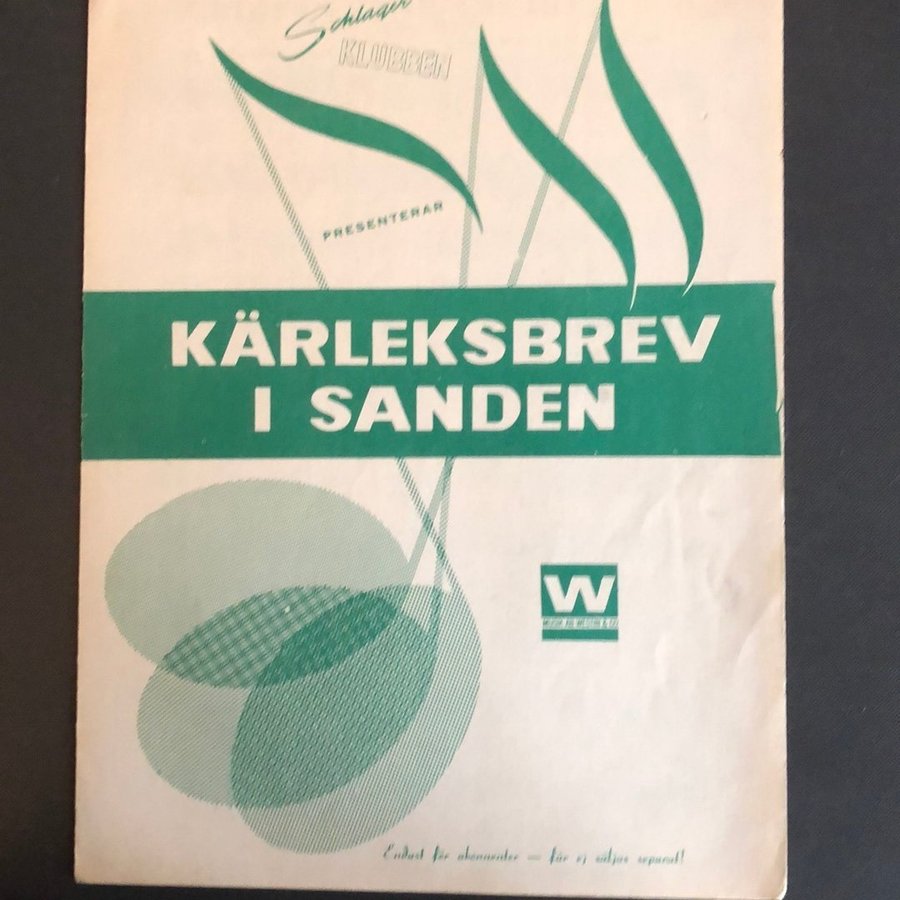 Schlager
KLUBBEN
PRESENTERAR
KÄRLEKSBREV
I SANDEN
W
Endast för abonnenter — får ej säljas separat!